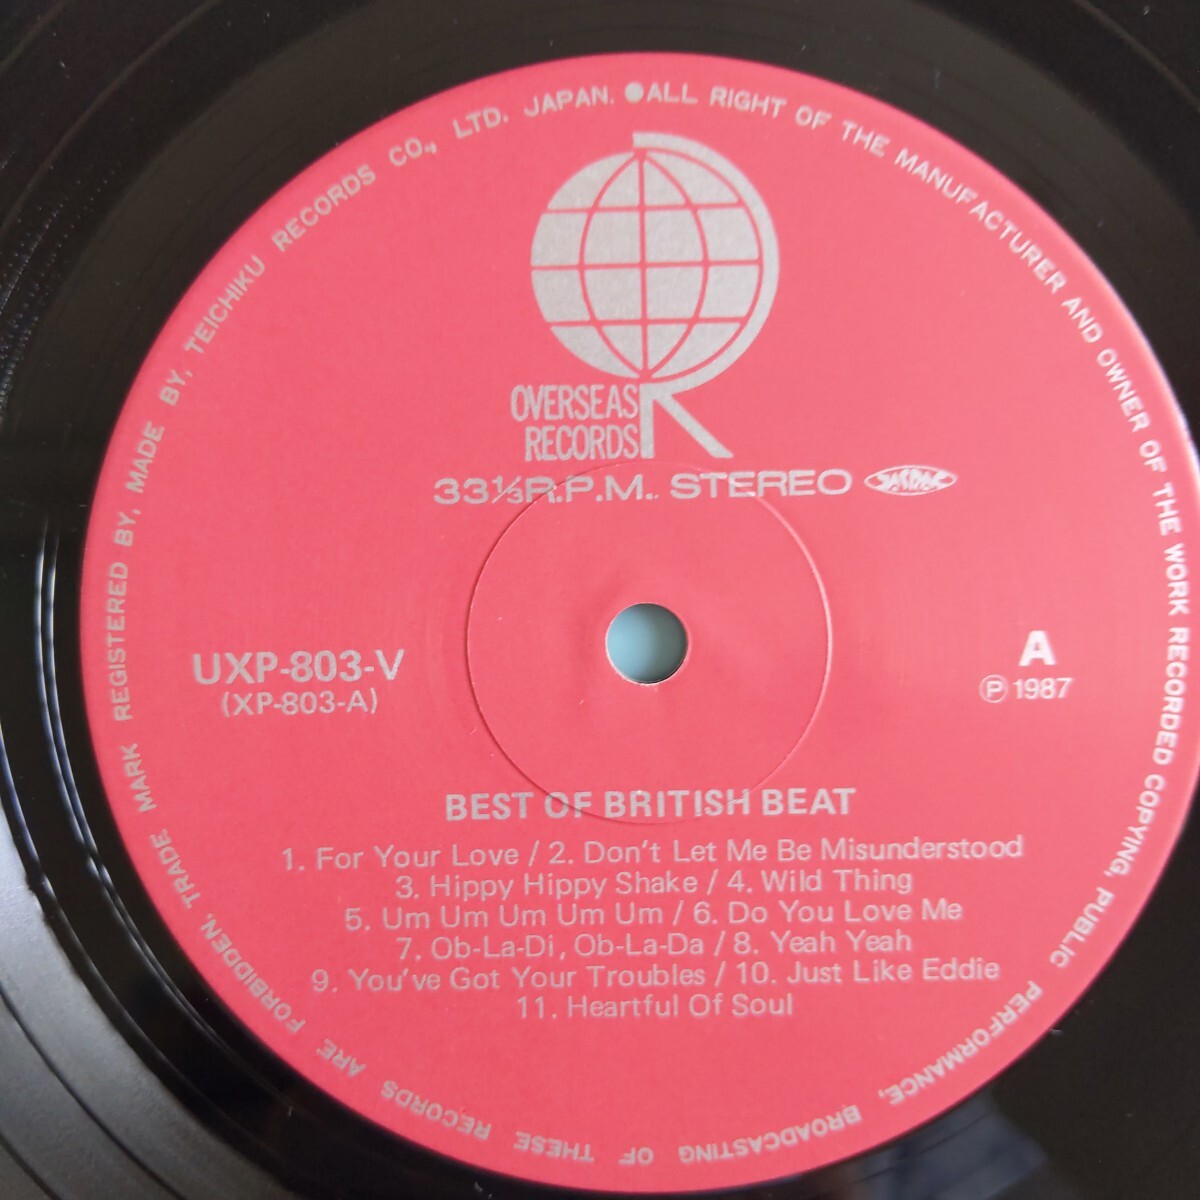 TRADE MARK REGISTERED BY, MADE BY, TEICHIKU RECORDS CO., LTD. JAPAN. ●ALL RIGHT OF THE MANUFACTURER AND OWNER OF THE WORK RECORDED COPYING, PUBLIC PERFORMANCE, BROADCASTING OF THESE RECORDS ARE FORBIDDEN,
OVERSEAS
RECORDS
33⅓R.P.M. STEREO JASRAC
UXP-803-V
(XP-803-A)
A
Ⓟ 1987
BEST OF BRITISH BEAT
1. For Your Love / 2. Don't Let Me Be Misunderstood
3. Hippy Hippy Shake / 4. Wild Thing
5. Um Um Um Um Um / 6. Do You Love Me
7. Ob-La-Di, Ob-La-Da / 8. Yeah Yeah
9. You've Got Your Troubles / 10. Just Like Eddie
11. Heartful Of Soul